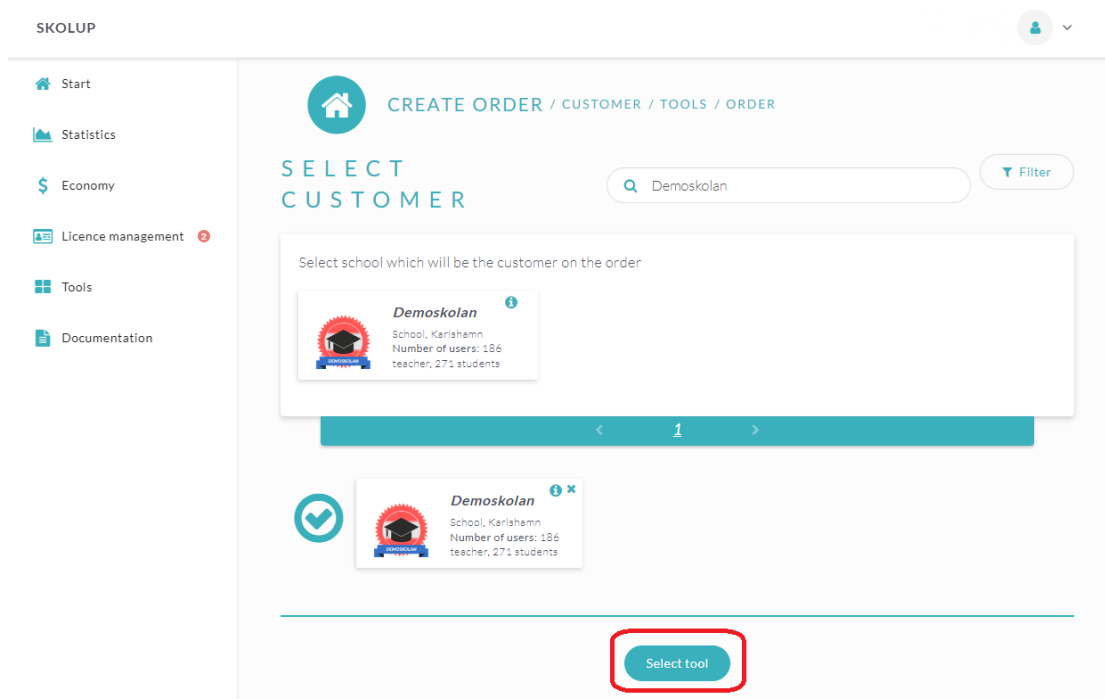 SKOLUP
Start
Statistics
$ Economy
Licence management 2
Tools
Documentation
CREATE ORDER / CUSTOMER / TOOLS / ORDER
SELECT
CUSTOMER
Demoskolan
Filter
Select school which will be the customer on the order
Demoskolan
School, Karlshamn
Number of users: 186
teacher, 271 students
DEMOSKOLAN
< 1 >
Demoskolan
School, Karlshamn
Number of users: 186
teacher, 271 students
DEMOSKOLAN
Select tool